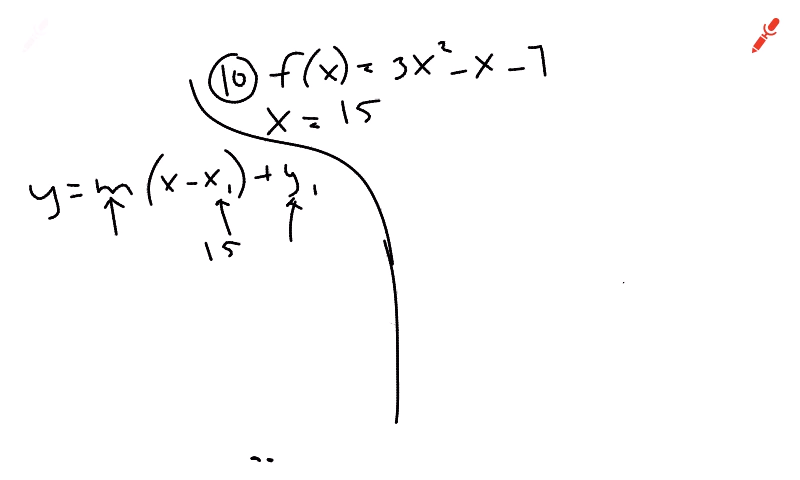 ⑩ f(x) = 3x² - x - 7
x = 15
y = m(x - x₁) + y₁
15